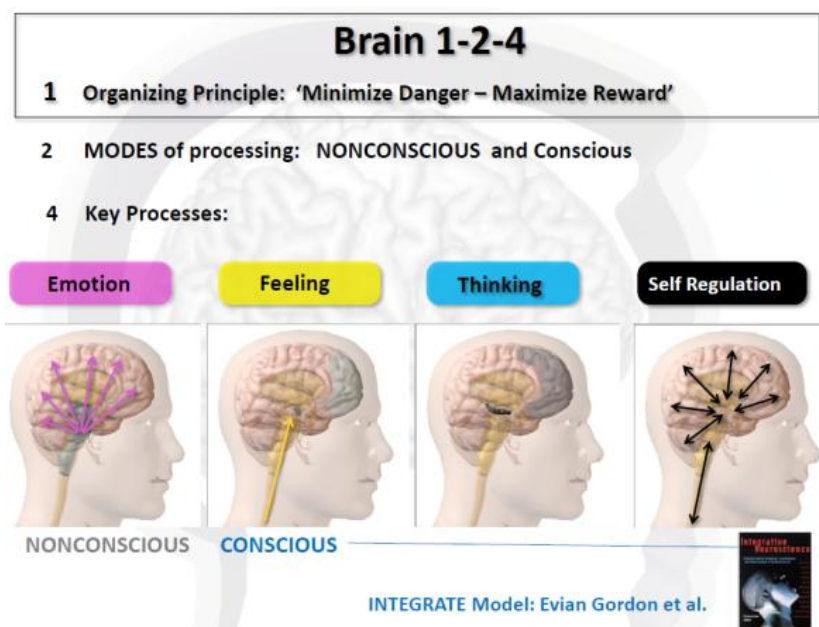 Brain 1-2-4
1 Organizing Principle: ‘Minimize Danger – Maximize Reward’
2 MODES of processing: NONCONSCIOUS and Conscious
4 Key Processes:
Emotion
Feeling
Thinking
Self Regulation
NONCONSCIOUS CONSCIOUS
Integrative
Neuroscience
INTEGRATE Model: Evian Gordon et al.